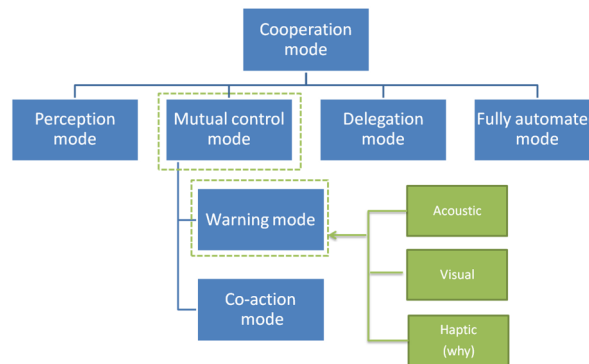 Cooperation
mode
Perception
mode
Mutual control
mode
Delegation
mode
Fully automate
mode
Warning mode
Co-action
mode
Acoustic
Visual
Haptic
(why)